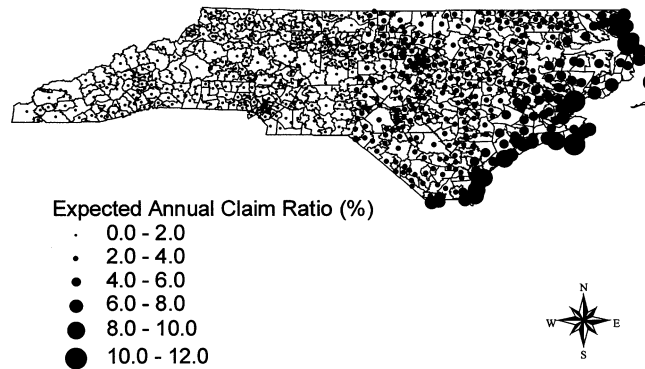 Expected Annual Claim Ratio (%)
0.0 - 2.0
2.0 - 4.0
4.0 - 6.0
6.0 - 8.0
8.0 - 10.0
10.0 - 12.0
N
W E
S